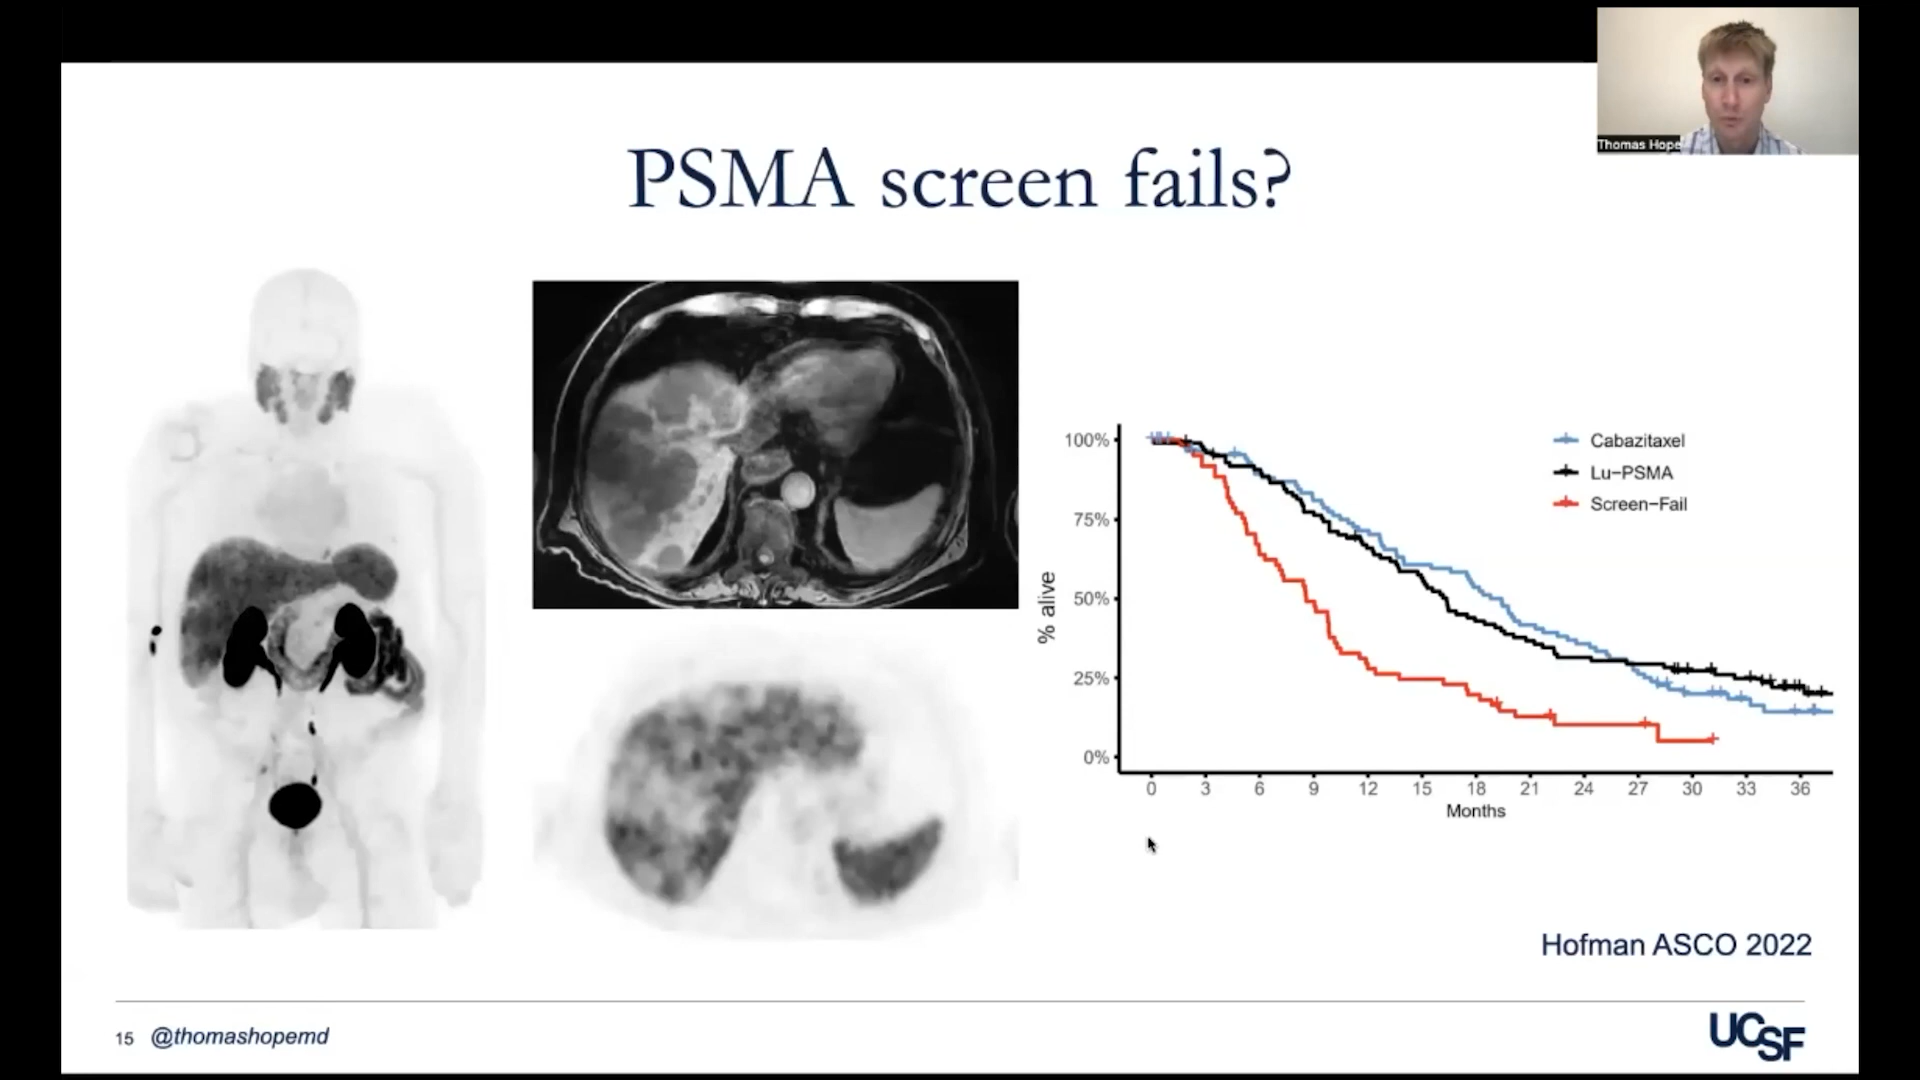 Thomas Hope
PSMA screen fails?
Cabazitaxel
Lu-PSMA
Screen-Fail
100%
75%
50%
25%
0%
% alive
0 3 6 9 12 15 18 21 24 27 30 33 36
Months
Hofman ASCO 2022
15 @thomashopemd
UCSF